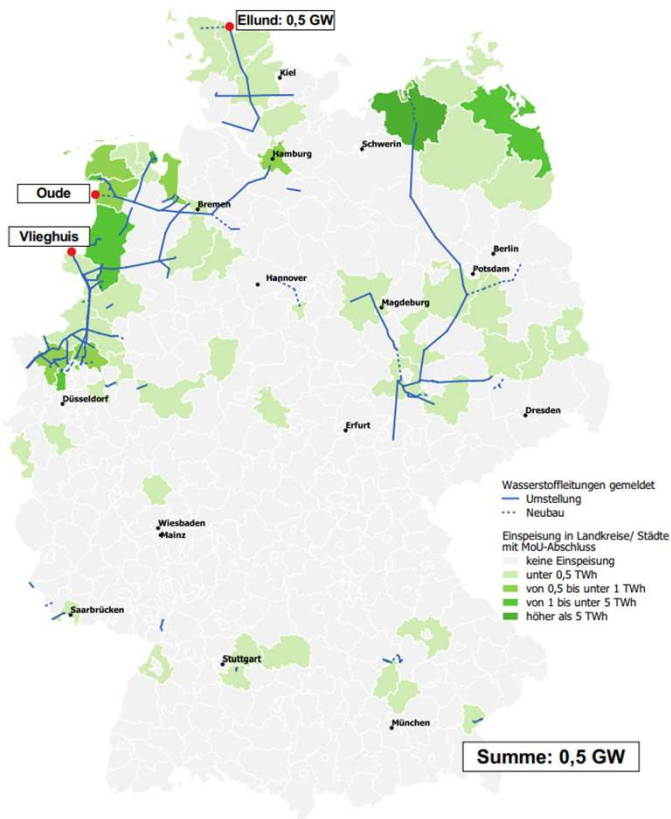 Ellund: 0,5 GW
Kiel
Schwerin
Hamburg
Oude
Bremen
Vlieghuis
Berlin
Potsdam
Hannover
Magdeburg
Düsseldorf
Dresden
Erfurt
Wasserstoffleitungen gemeldet
Umstellung
Neubau
Einspeisung in Landkreise/ Städte
mit MoU-Abschluss
keine Einspeisung
unter 0,5 TWh
von 0,5 bis unter 1 TWh
von 1 bis unter 5 TWh
höher als 5 TWh
Wiesbaden
Mainz
Saarbrücken
Stuttgart
München
Summe: 0,5 GW